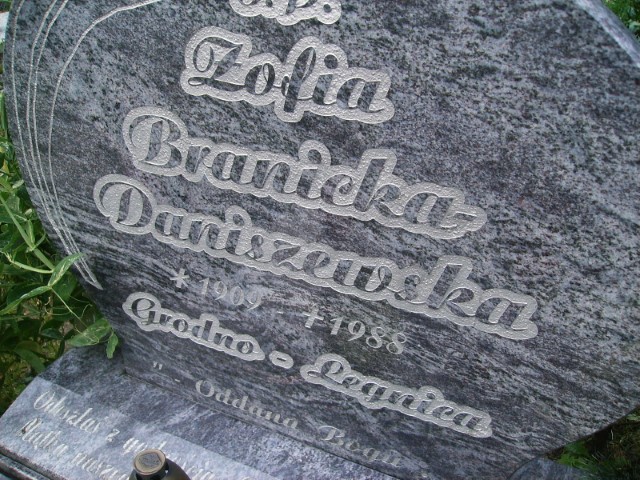 Ś.P.
Zofia
Branicka-
Daniszewska
* 1909 - † 1988
Grodno - Legnica
" - Oddana Bogu
z